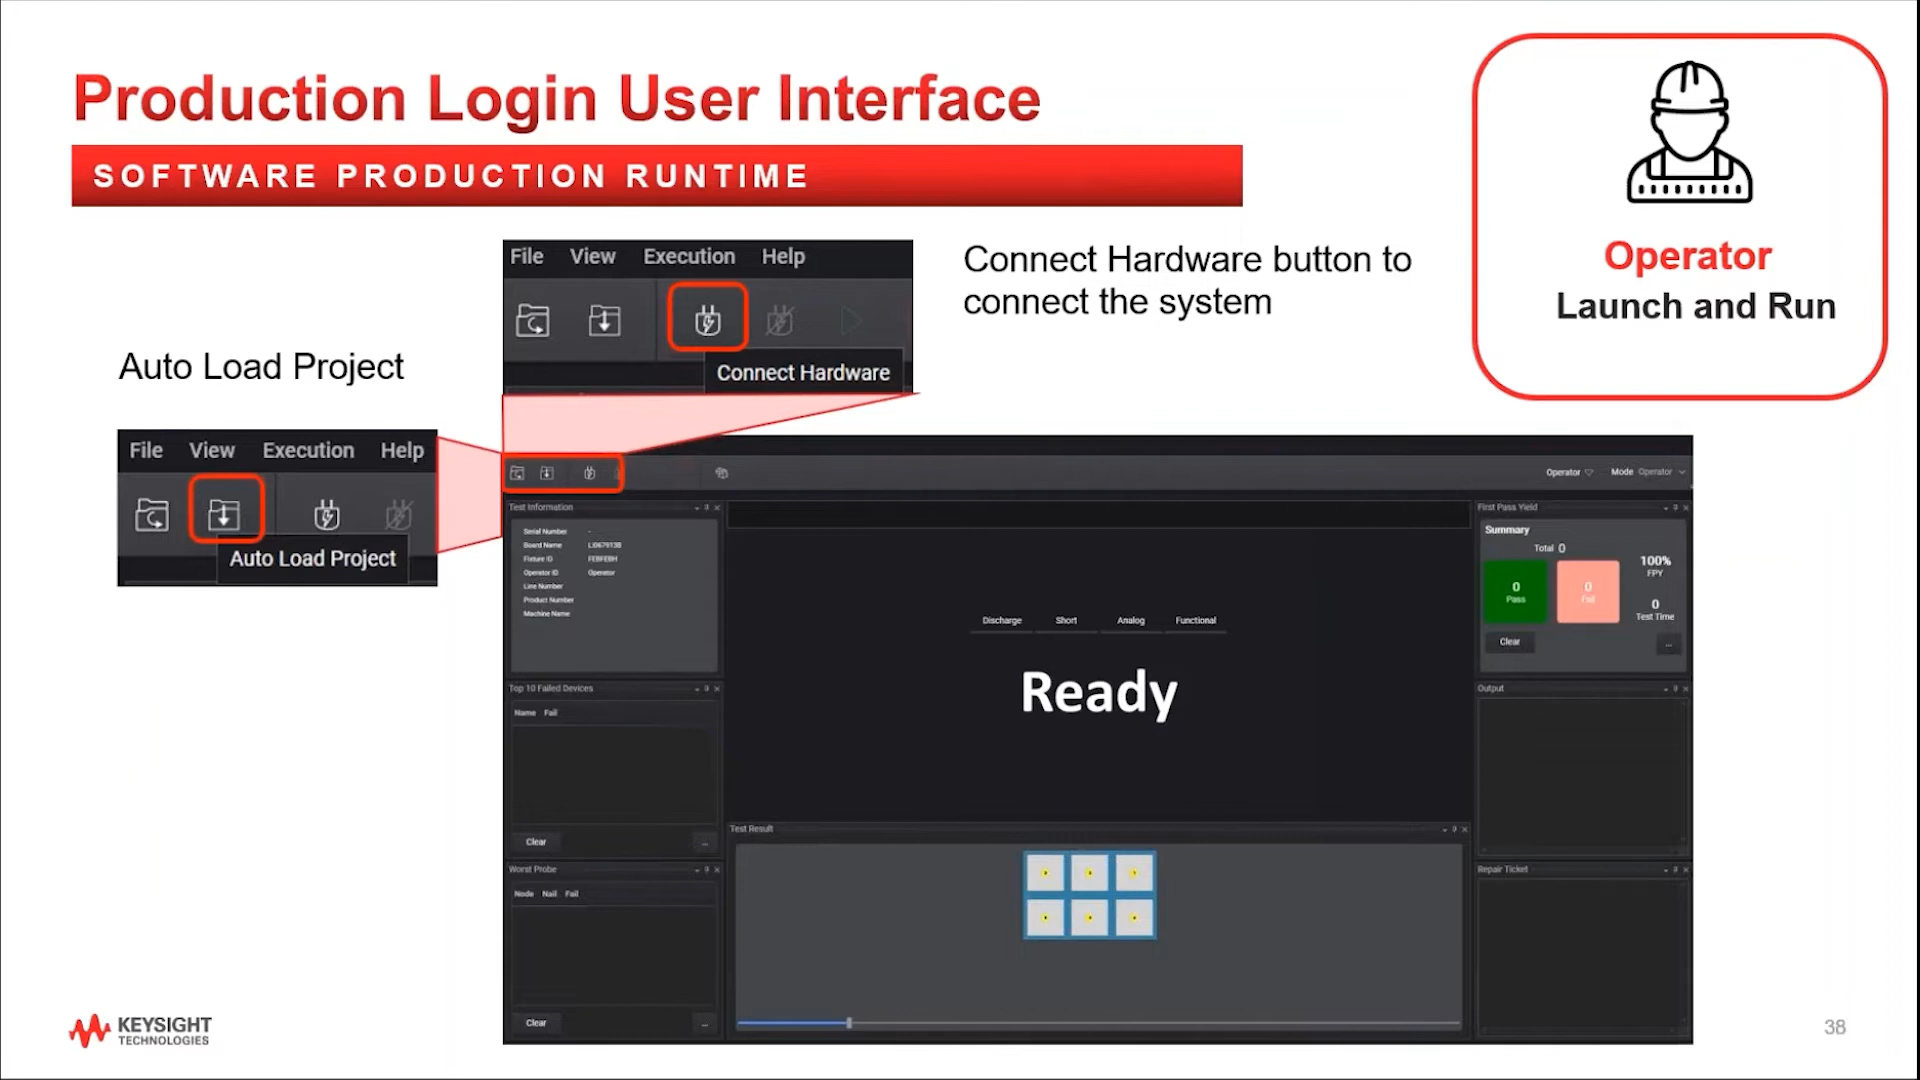 Production Login User Interface
SOFTWARE PRODUCTION RUNTIME
Operator
Launch and Run
File View Execution Help
Connect Hardware
Connect Hardware button to
connect the system
Auto Load Project
File View Execution Help
Auto Load Project
Operator Mode Operator
Test Information
Serial Number -
Board Name
Fixture ID
Operator ID Operator
Line Number
Product Number
Machine Name
Top 10 Failed Devices
Name Fail
Clear ...
Worst Probe
Node Nail Fail
Clear ...
Discharge Short Analog Functional
Ready
Test Result
First Pass Yield
Summary
Total 0
0
Pass
0
Fail
100%
FPY
0
Test Time
Clear ...
Output
Repair Ticket
KEYSIGHT
TECHNOLOGIES
38